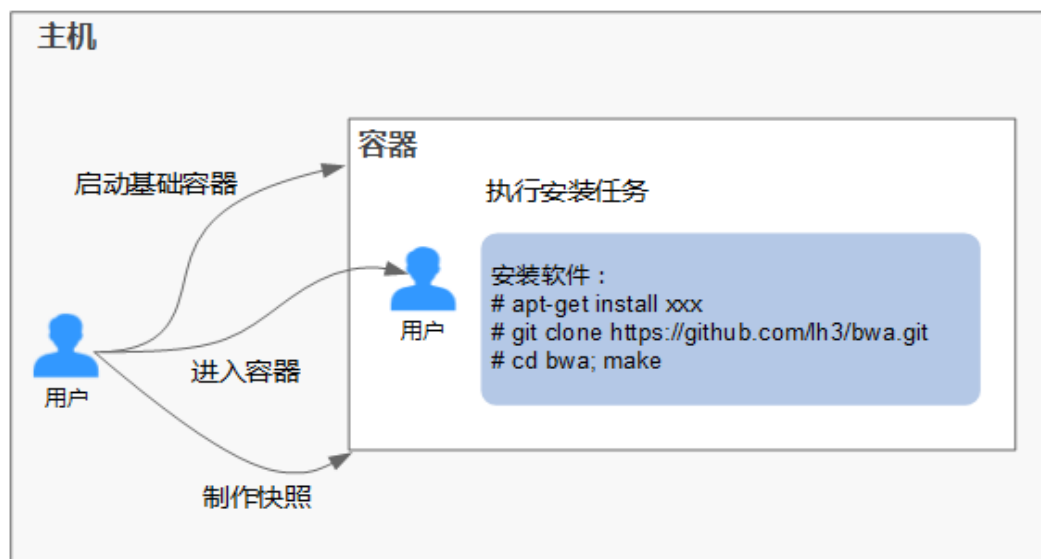 主机
容器
启动基础容器
执行安装任务
安装软件：
# apt-get install xxx
# git clone https://github.com/lh3/bwa.git
# cd bwa; make
用户
进入容器
用户
制作快照